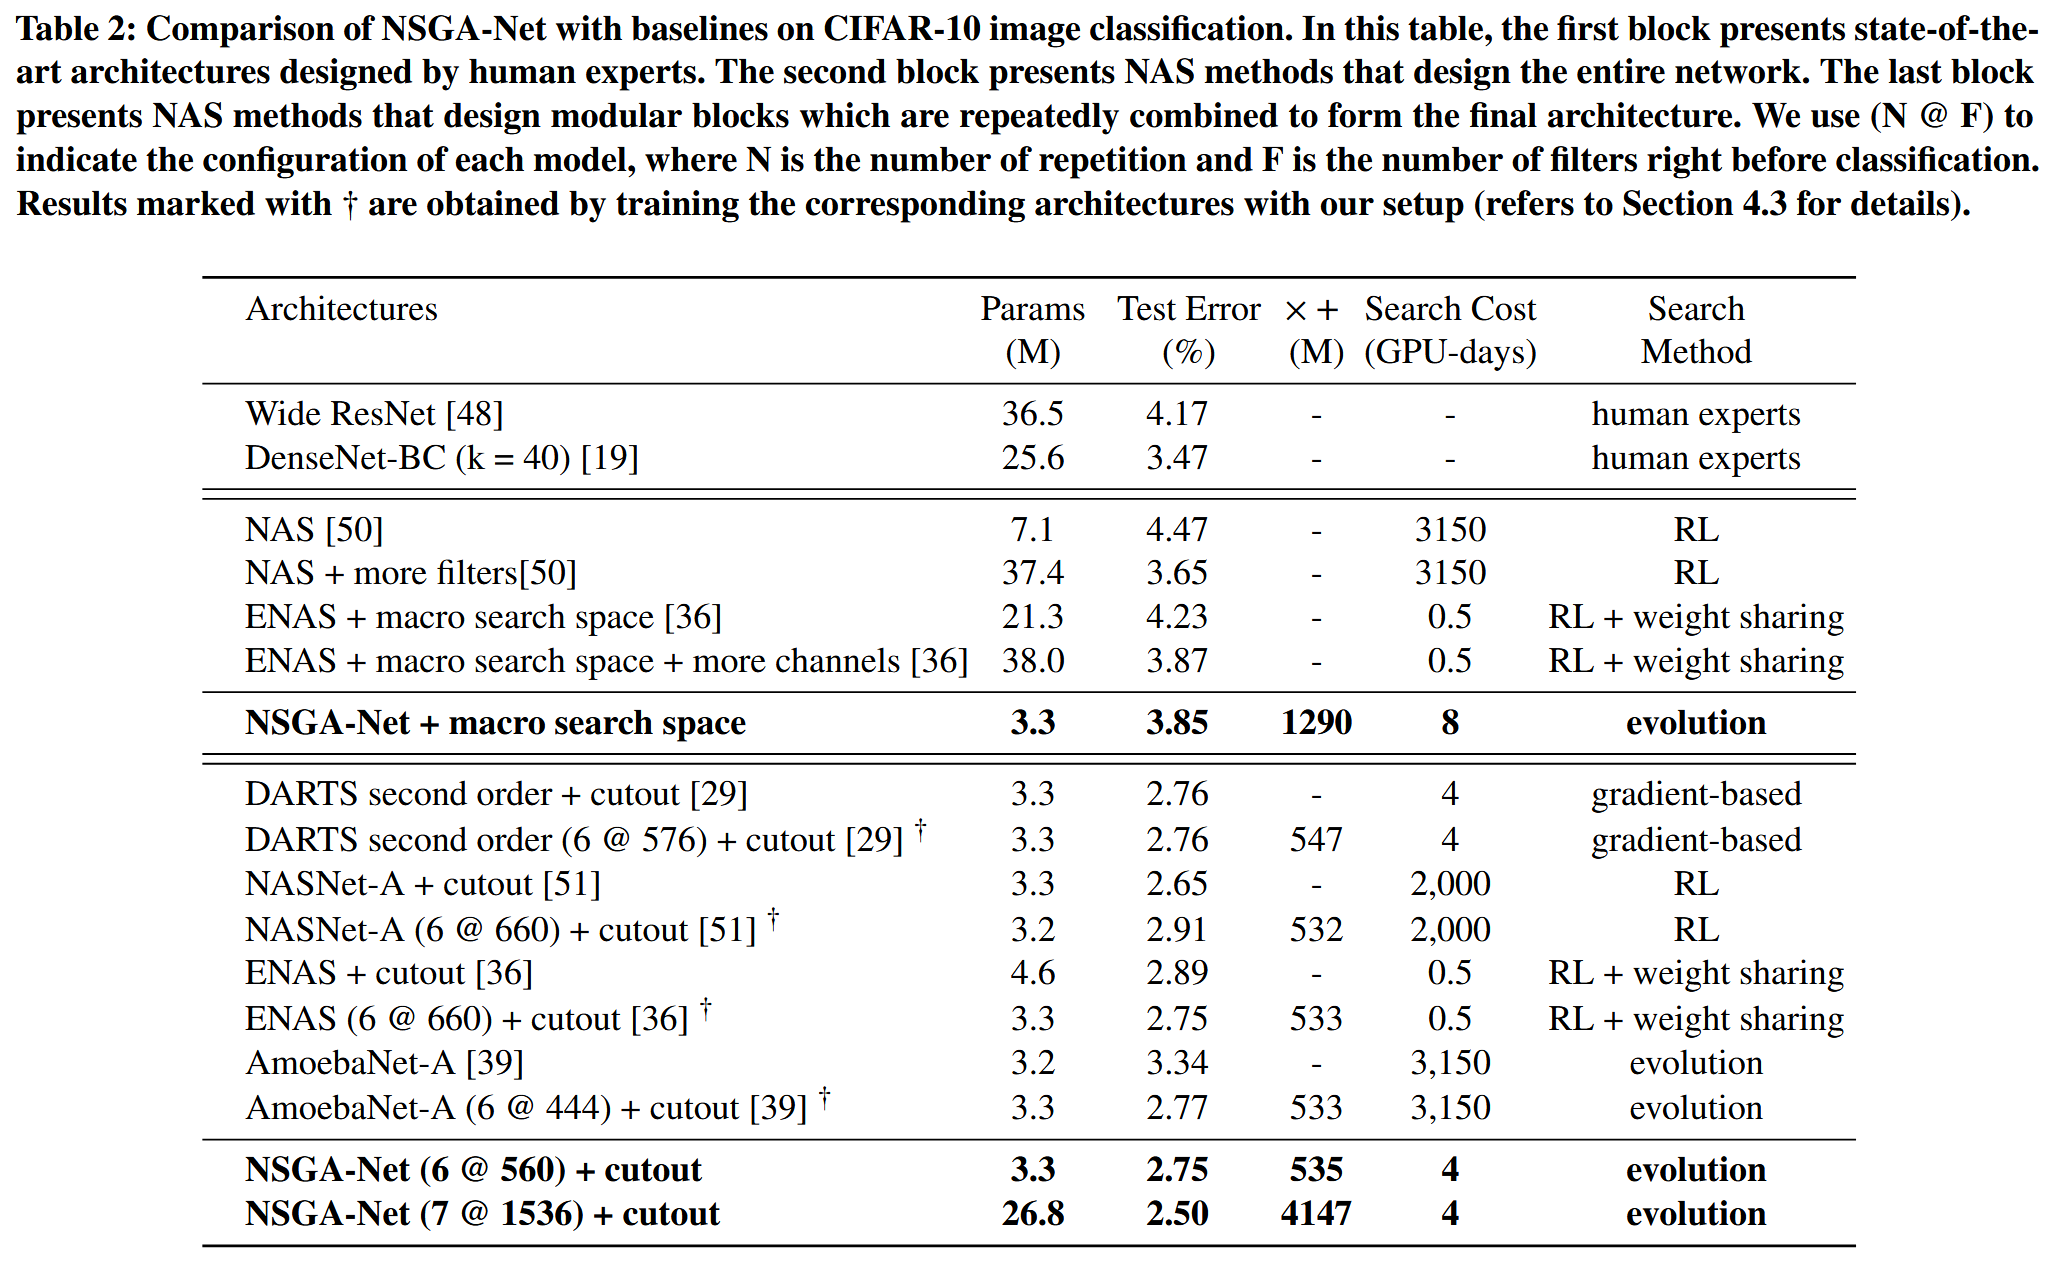 Table 2: Comparison of NSGA-Net with baselines on CIFAR-10 image classification. In this table, the first block presents state-of-the-
art architectures designed by human experts. The second block presents NAS methods that design the entire network. The last block
presents NAS methods that design modular blocks which are repeatedly combined to form the final architecture. We use (N @ F) to
indicate the configuration of each model, where N is the number of repetition and F is the number of filters right before classification.
Results marked with † are obtained by training the corresponding architectures with our setup (refers to Section 4.3 for details).
Architectures Params Test Error × + Search Cost Search
(M) (%) (M) (GPU-days) Method
Wide ResNet [48] 36.5 4.17 - - human experts
DenseNet-BC (k = 40) [19] 25.6 3.47 - - human experts
NAS [50] 7.1 4.47 - 3150 RL
NAS + more filters[50] 37.4 3.65 - 3150 RL
ENAS + macro search space [36] 21.3 4.23 - 0.5 RL + weight sharing
ENAS + macro search space + more channels [36] 38.0 3.87 - 0.5 RL + weight sharing
NSGA-Net + macro search space 3.3 3.85 1290 8 evolution
DARTS second order + cutout [29] 3.3 2.76 - 4 gradient-based
DARTS second order (6 @ 576) + cutout [29] † 3.3 2.76 547 4 gradient-based
NASNet-A + cutout [51] 3.3 2.65 - 2,000 RL
NASNet-A (6 @ 660) + cutout [51] † 3.2 2.91 532 2,000 RL
ENAS + cutout [36] 4.6 2.89 - 0.5 RL + weight sharing
ENAS (6 @ 660) + cutout [36] † 3.3 2.75 533 0.5 RL + weight sharing
AmoebaNet-A [39] 3.2 3.34 - 3,150 evolution
AmoebaNet-A (6 @ 444) + cutout [39] † 3.3 2.77 533 3,150 evolution
NSGA-Net (6 @ 560) + cutout 3.3 2.75 535 4 evolution
NSGA-Net (7 @ 1536) + cutout 26.8 2.50 4147 4 evolution